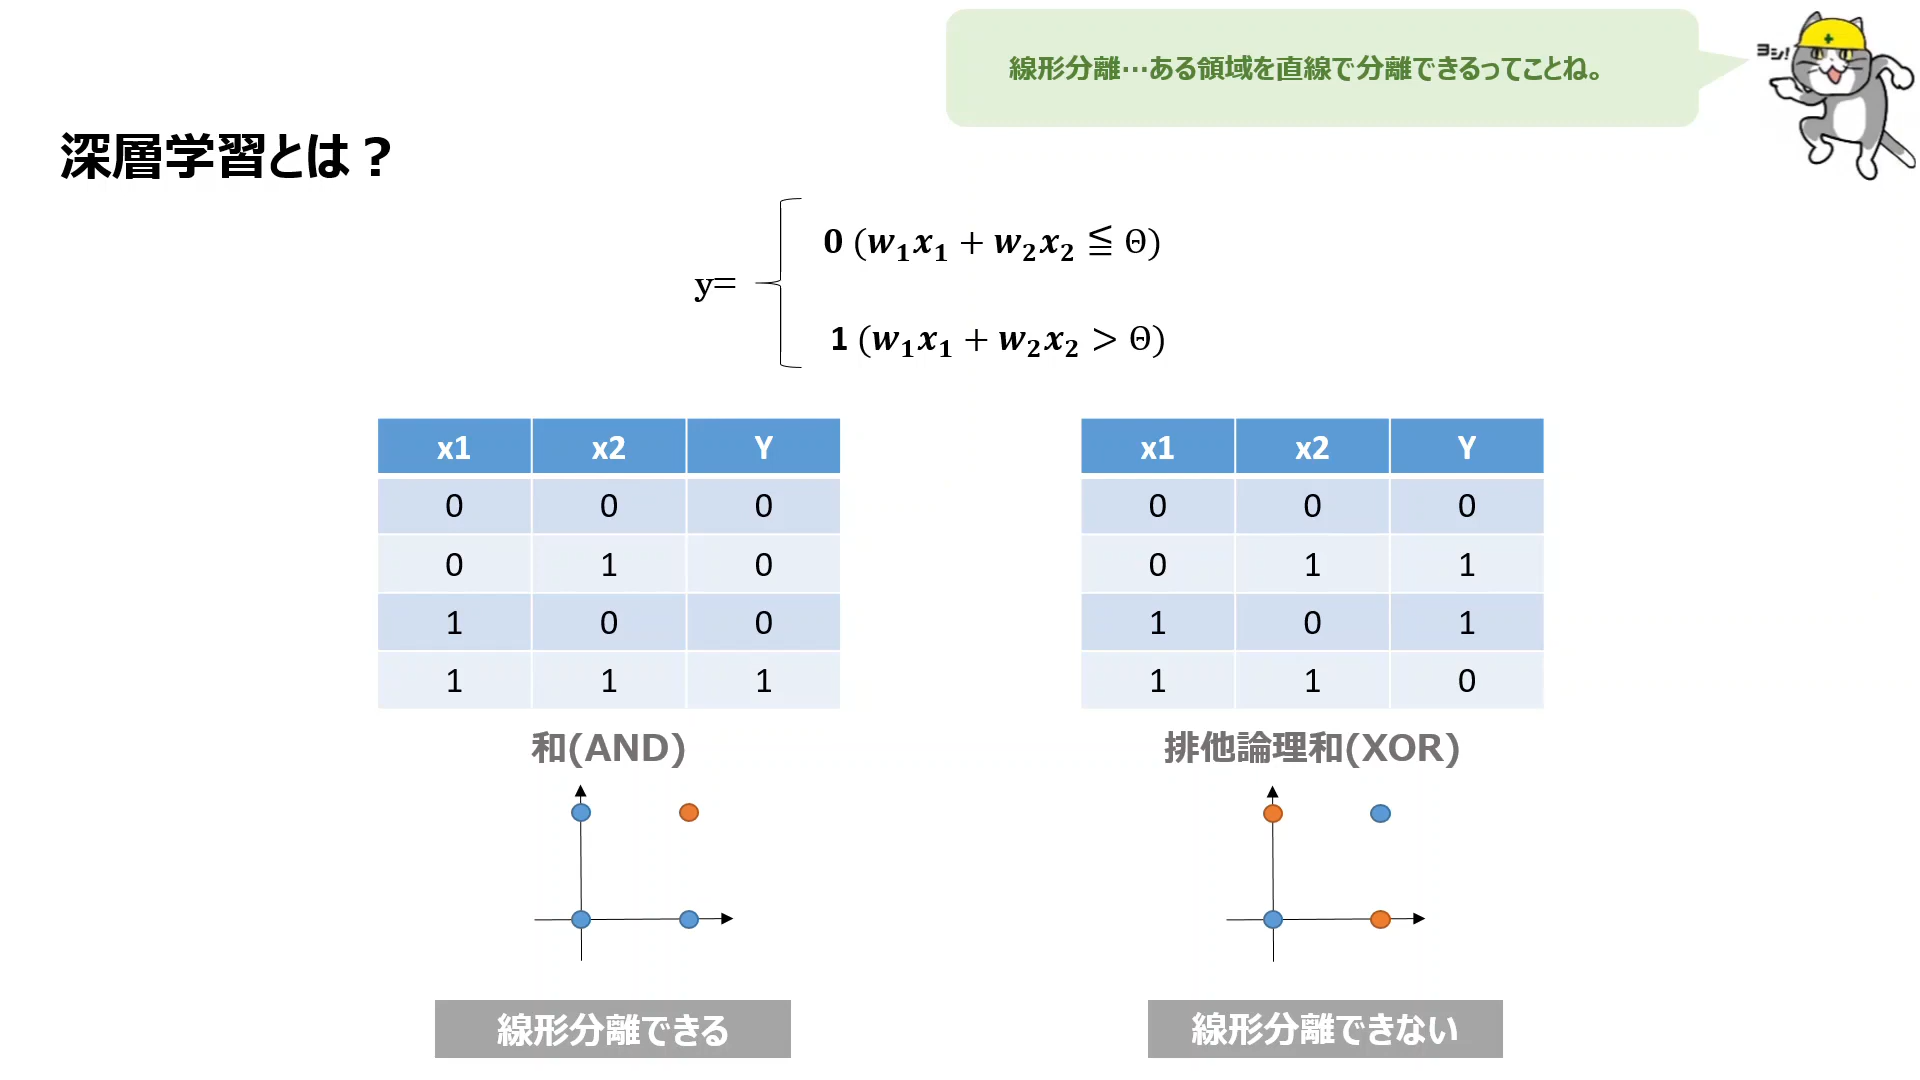 線形分離…ある領域を直線で分離できるってことね。
ヨシ!
深層学習とは？
y=
0 (w₁x₁ + w₂x₂ ≦ Θ)
1 (w₁x₁ + w₂x₂ > Θ)
x1 x2 Y
0 0 0
0 1 0
1 0 0
1 1 1
和(AND)
線形分離できる
x1 x2 Y
0 0 0
0 1 1
1 0 1
1 1 0
排他論理和(XOR)
線形分離できない